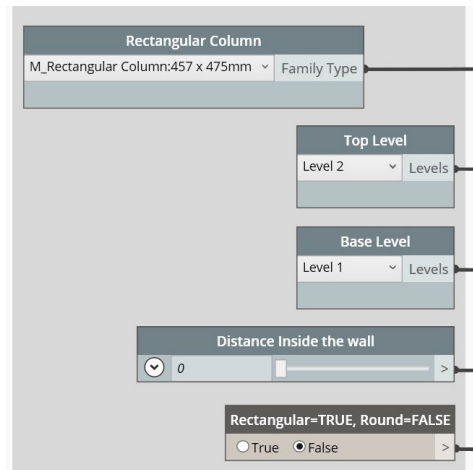 Rectangular Column
M_Rectangular Column:457 x 475mm Family Type
Top Level
Level 2 Levels
Base Level
Level 1 Levels
Distance Inside the wall
0 >
Rectangular=TRUE, Round=FALSE
True False >